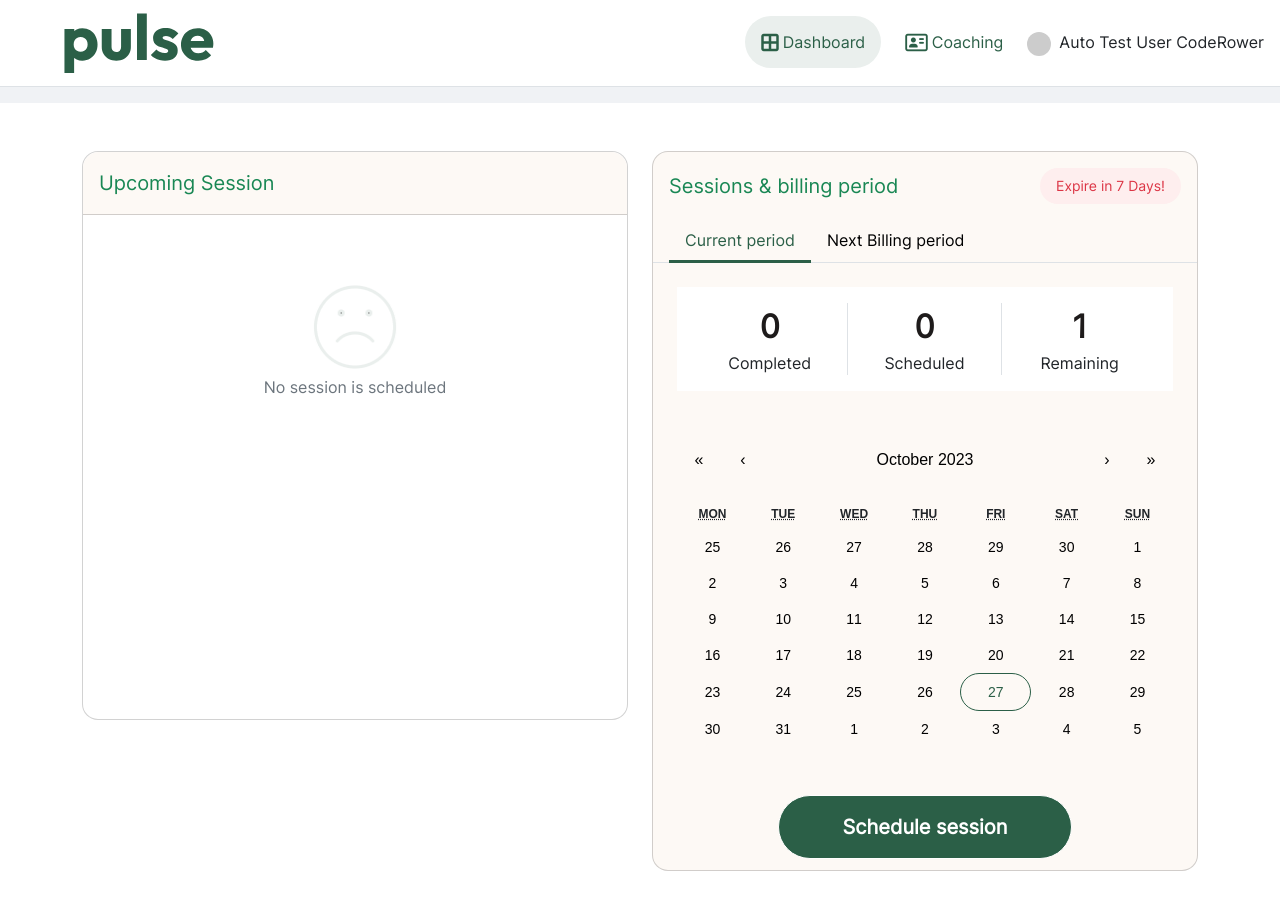 pulse
Dashboard
Coaching
Auto Test User CodeRower
Upcoming Session
No session is scheduled
Sessions & billing period
Expire in 7 Days!
Current period
Next Billing period
0 0 1
Completed Scheduled Remaining
« ‹ October 2023 › »
MON TUE WED THU FRI SAT SUN
25 26 27 28 29 30 1
2 3 4 5 6 7 8
9 10 11 12 13 14 15
16 17 18 19 20 21 22
23 24 25 26 27 28 29
30 31 1 2 3 4 5
Schedule session